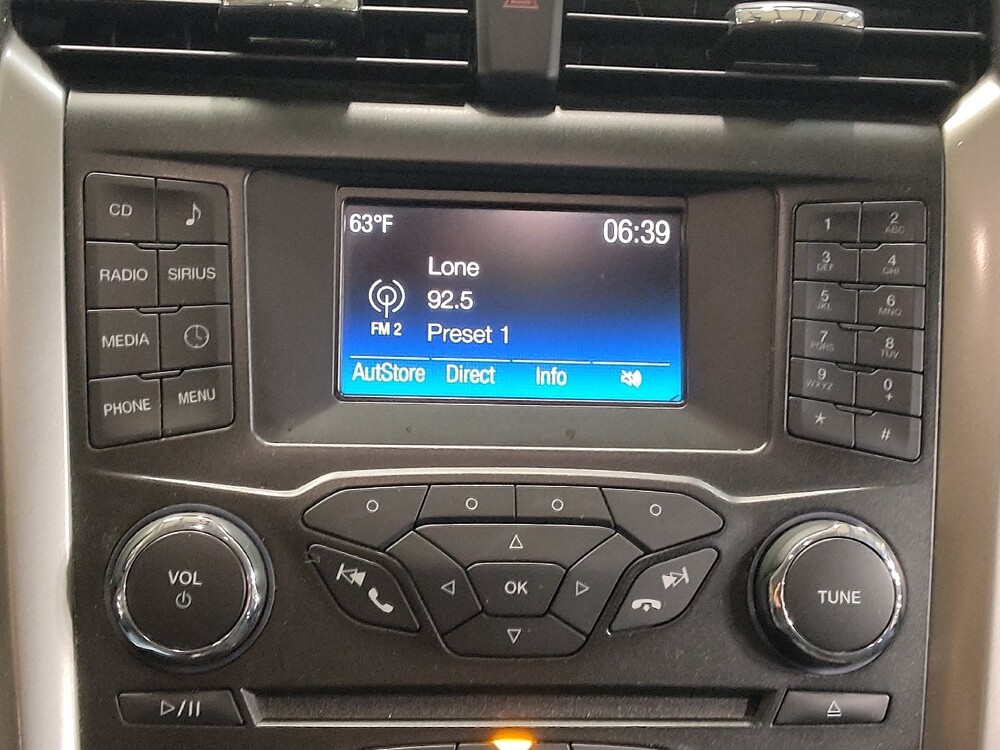 63°F
06:39
Lone
92.5
FM 2
Preset 1
AutStore Direct Info
CD
RADIO SIRIUS
MEDIA
PHONE MENU
1 2 ABC
3 DEF 4 GHI
5 JKL 6 MNO
7 PQRS 8 TUV
9 WXYZ 0 +
* #
VOL
OK
TUNE